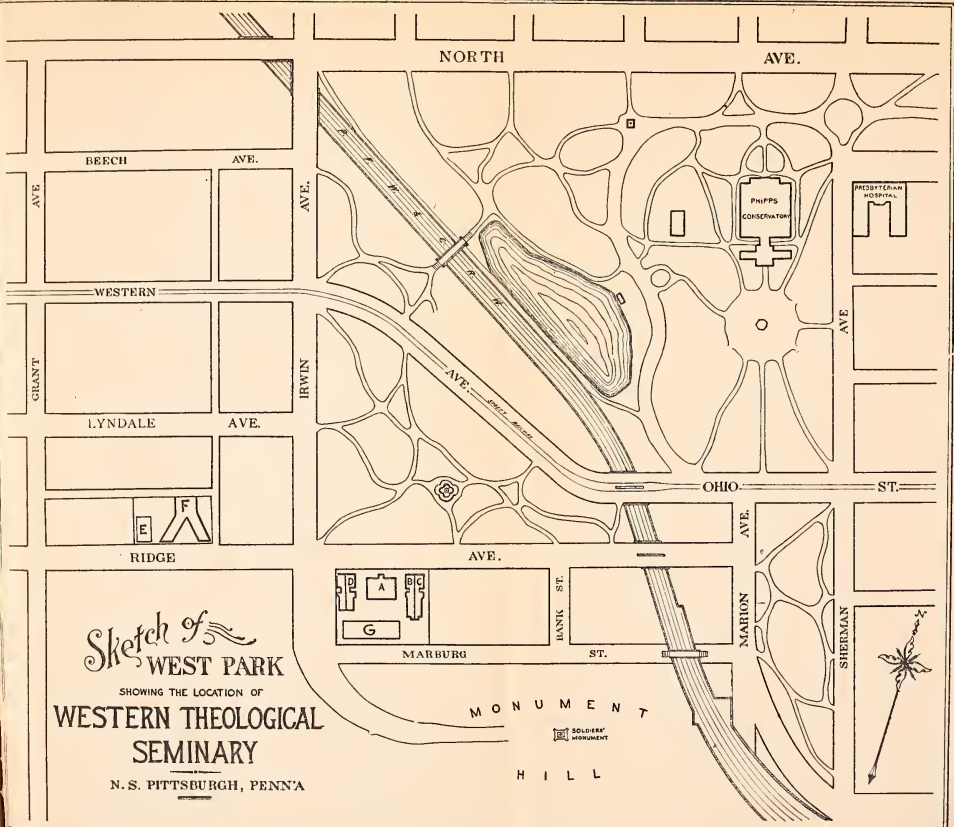 NORTH AVE.
BEECH AVE.
AVE
AVE.
P. F. W. & C. R. W.
PHIPPS
CONSERVATORY
PRESBYTERIAN
HOSPITAL
WESTERN
AVE.
GRANT
IRWIN
AVE
LYNDALE AVE.
OHIO ST.
E
F
RIDGE AVE.
AVE.
D
A
B C
G
BANK ST.
MARION
SHERMAN
MARBURG ST.
N
Sketch of
WEST PARK
SHOWING THE LOCATION OF
WESTERN THEOLOGICAL
SEMINARY
N. S. PITTSBURGH, PENN'A
MONUMENT
SOLDIERS'
MONUMENT
HILL